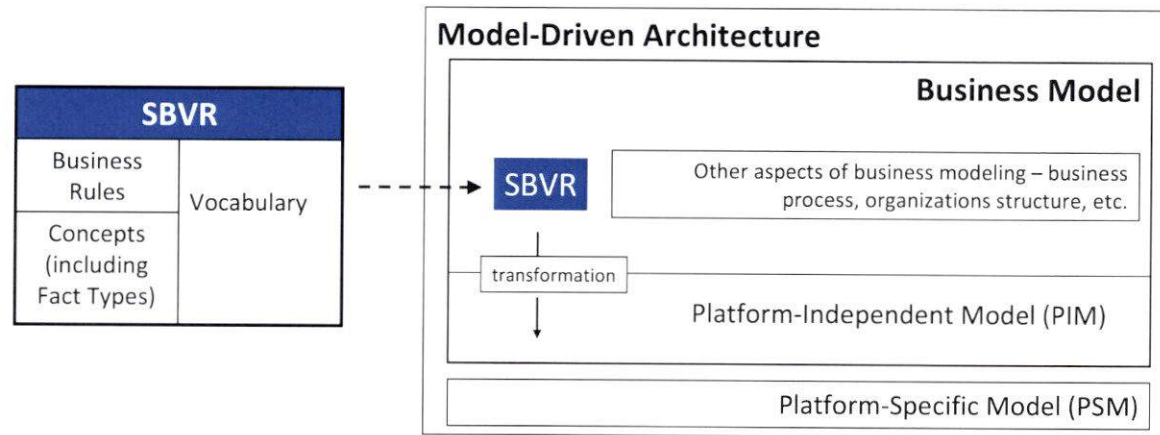 SBVR
Business
Rules
Concepts
(including
Fact Types)
Vocabulary
Model-Driven Architecture
Business Model
SBVR
Other aspects of business modeling – business
process, organizations structure, etc.
transformation
Platform-Independent Model (PIM)
Platform-Specific Model (PSM)